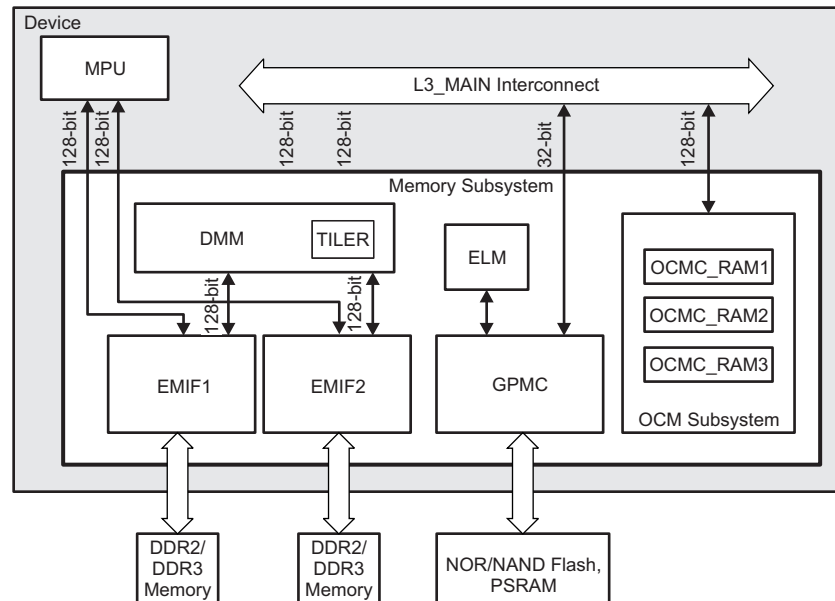 Device
MPU
L3_MAIN Interconnect
128-bit
128-bit
128-bit
128-bit
32-bit
128-bit
Memory Subsystem
DMM
TILER
ELM
OCMC_RAM1
OCMC_RAM2
OCMC_RAM3
128-bit
128-bit
EMIF1
EMIF2
GPMC
OCM Subsystem
DDR2/
DDR3
Memory
DDR2/
DDR3
Memory
NOR/NAND Flash,
PSRAM